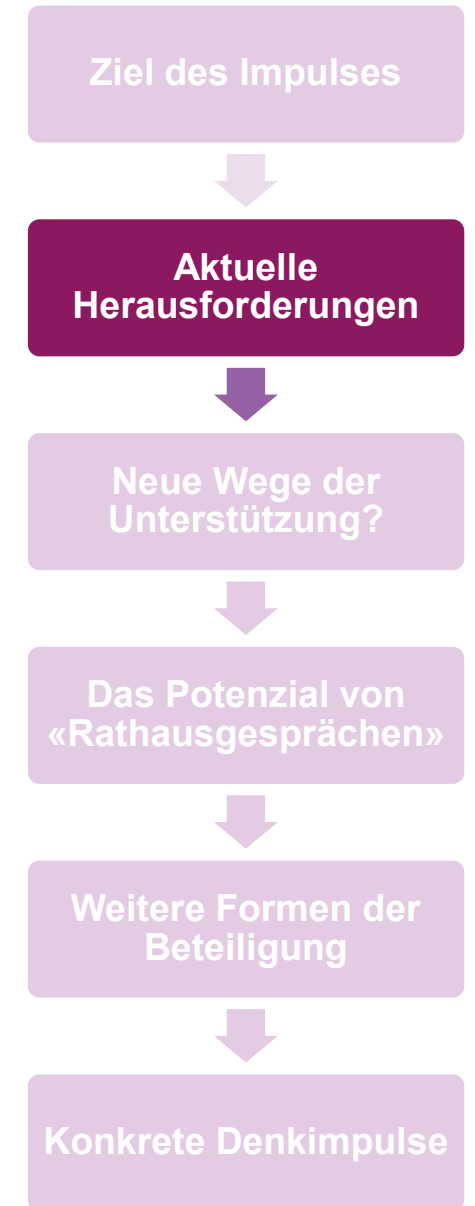 Ziel des Impulses
Aktuelle
Herausforderungen
Neue Wege der
Unterstützung?
Das Potenzial von
«Rathausgesprächen»
Weitere Formen der
Beteiligung
Konkrete Denkimpulse